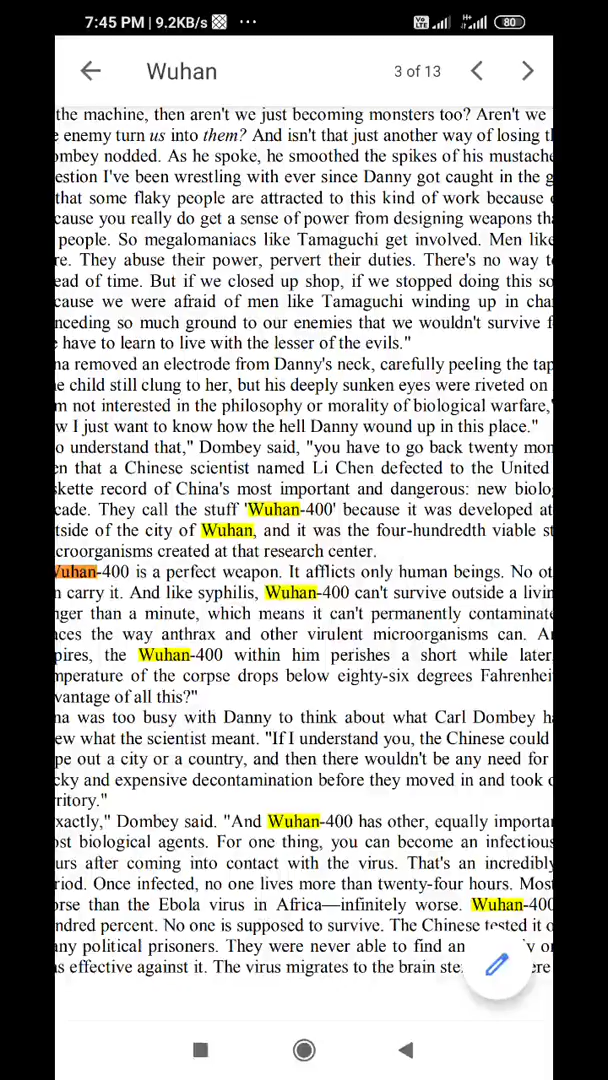 7:45 PM | 9.2KB/s ...
Vo LTE H+ 80
Wuhan 3 of 13
the machine, then aren't we just becoming monsters too? Aren't we
enemy turn us into them? And isn't that just another way of losing
ombey nodded. As he spoke, he smoothed the spikes of his mustache
estion I've been wrestling with ever since Danny got caught in the g
that some flaky people are attracted to this kind of work because
cause you really do get a sense of power from designing weapons tha
people. So megalomaniacs like Tamaguchi get involved. Men like
re. They abuse their power, pervert their duties. There's no way t
ead of time. But if we closed up shop, if we stopped doing this so
cause we were afraid of men like Tamaguchi winding up in cha
nceding so much ground to our enemies that we wouldn't survive f
have to learn to live with the lesser of the evils."
na removed an electrode from Danny's neck, carefully peeling the tap
e child still clung to her, but his deeply sunken eyes were riveted on
m not interested in the philosophy or morality of biological warfare,"
w I just want to know how the hell Danny wound up in this place."
o understand that," Dombey said, "you have to go back twenty mon
en that a Chinese scientist named Li Chen defected to the United
skette record of China's most important and dangerous: new biolo
cade. They call the stuff 'Wuhan-400' because it was developed at
tside of the city of Wuhan, and it was the four-hundredth viable st
croorganisms created at that research center.
Wuhan-400 is a perfect weapon. It afflicts only human beings. No ot
n carry it. And like syphilis, Wuhan-400 can't survive outside a livin
nger than a minute, which means it can't permanently contaminate
ces the way anthrax and other virulent microorganisms can. A
pires, the Wuhan-400 within him perishes a short while later
mperature of the corpse drops below eighty-six degrees Fahrenhei
vantage of all this?"
na was too busy with Danny to think about what Carl Dombey h
ew what the scientist meant. "If I understand you, the Chinese could
pe out a city or a country, and then there wouldn't be any need for
cky and expensive decontamination before they moved in and took
rritory."
xactly," Dombey said. "And Wuhan-400 has other, equally importa
ost biological agents. For one thing, you can become an infectious
urs after coming into contact with the virus. That's an incredibly
riod. Once infected, no one lives more than twenty-four hours. Most
orse than the Ebola virus in Africa—infinitely worse. Wuhan-400
ndred percent. No one is supposed to survive. The Chinese tested it o
any political prisoners. They were never able to find an
s effective against it. The virus migrates to the brain ste ere